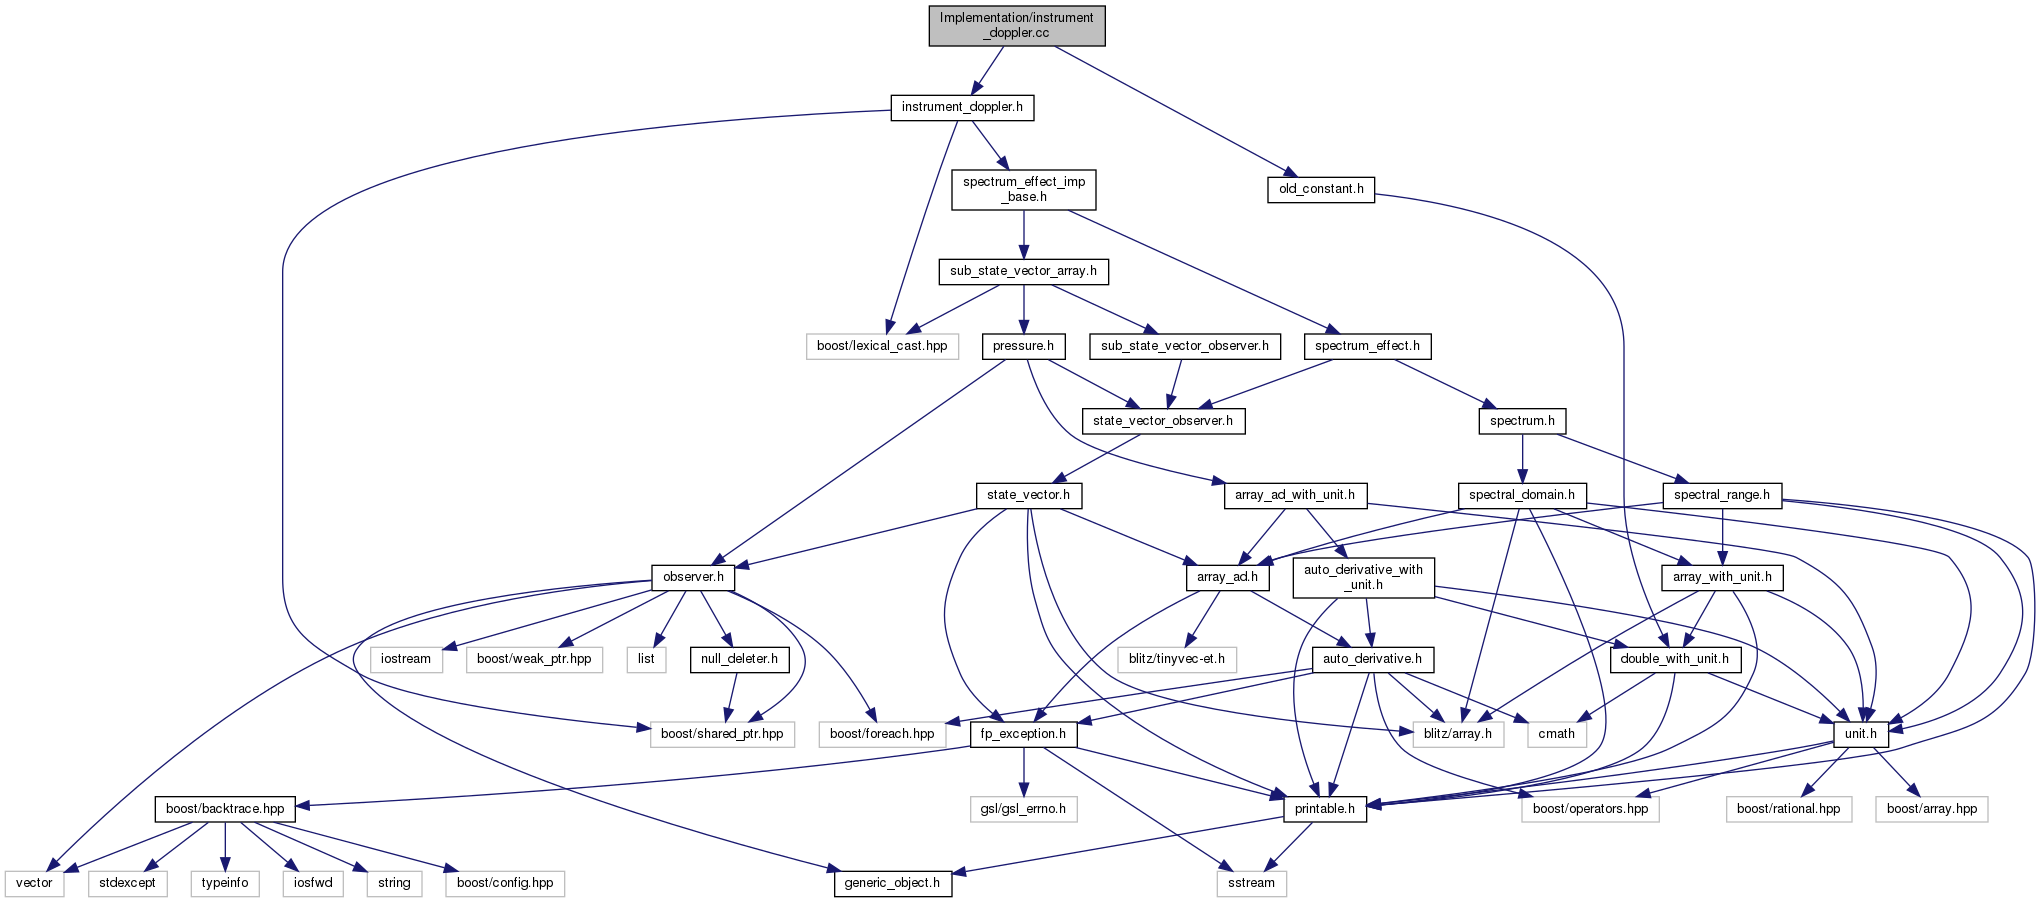 Implementation/instrument
_doppler.cc
instrument_doppler.h
spectrum_effect_imp
_base.h
old_constant.h
sub_state_vector_array.h
boost/lexical_cast.hpp
pressure.h
sub_state_vector_observer.h
spectrum_effect.h
state_vector_observer.h
spectrum.h
state_vector.h
array_ad_with_unit.h
spectral_domain.h
spectral_range.h
observer.h
array_ad.h
auto_derivative_with
_unit.h
array_with_unit.h
iostream
boost/weak_ptr.hpp
list
null_deleter.h
blitz/tinyvec-et.h
auto_derivative.h
double_with_unit.h
boost/shared_ptr.hpp
boost/foreach.hpp
fp_exception.h
blitz/array.h
cmath
unit.h
boost/backtrace.hpp
gsl/gsl_errno.h
printable.h
boost/operators.hpp
boost/rational.hpp
boost/array.hpp
vector
stdexcept
typeinfo
iosfwd
string
boost/config.hpp
generic_object.h
sstream